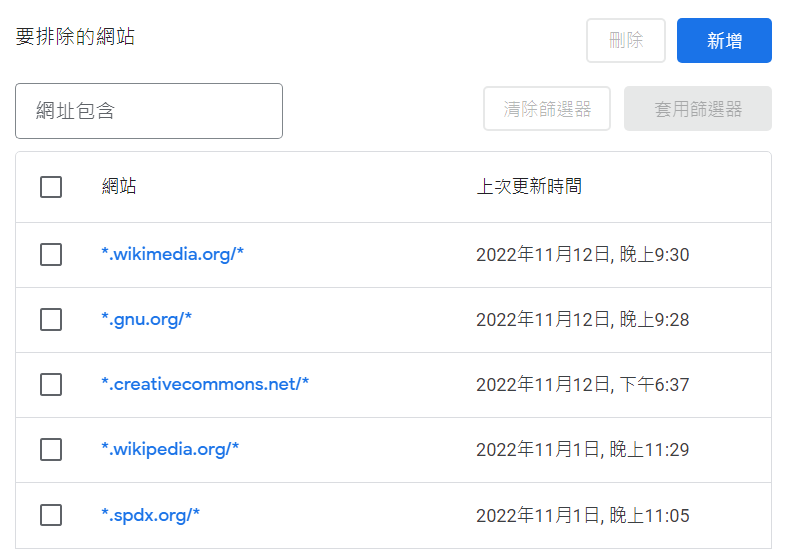 要排除的網站
刪除
新增
網址包含
清除篩選器
套用篩選器
網站 上次更新時間
*.wikimedia.org/* 2022年11月12日, 晚上9:30
*.gnu.org/* 2022年11月12日, 晚上9:28
*.creativecommons.net/* 2022年11月12日, 下午6:37
*.wikipedia.org/* 2022年11月1日, 晚上11:29
*.spdx.org/* 2022年11月1日, 晚上11:05